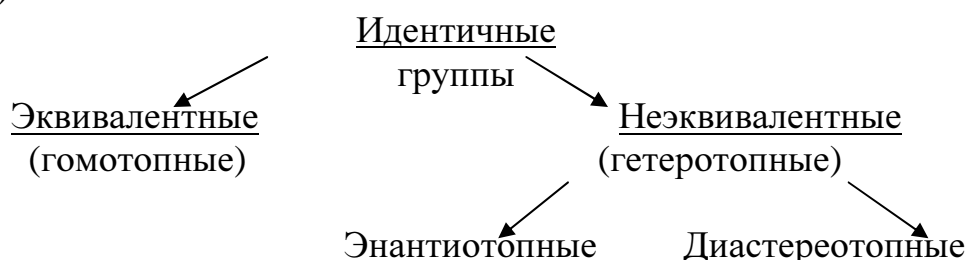 Идентичные
группы
Эквивалентные Неэквивалентные
(гомотопные) (гетеротопные)
Энантиотопные Диастереотопные